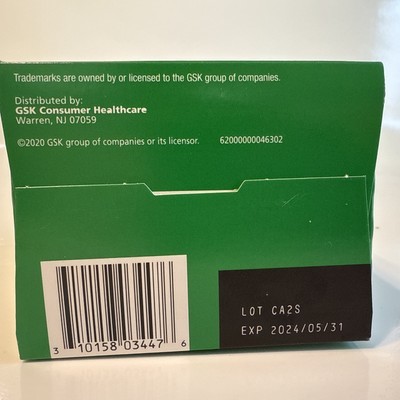 Trademarks are owned by or licensed to the GSK group of companies.
Distributed by:
GSK Consumer Healthcare
Warren, NJ 07059
©2020 GSK group of companies or its licensor. 62000000046302
LOT CA2S
EXP 2024/05/31
3 10158 03447 6